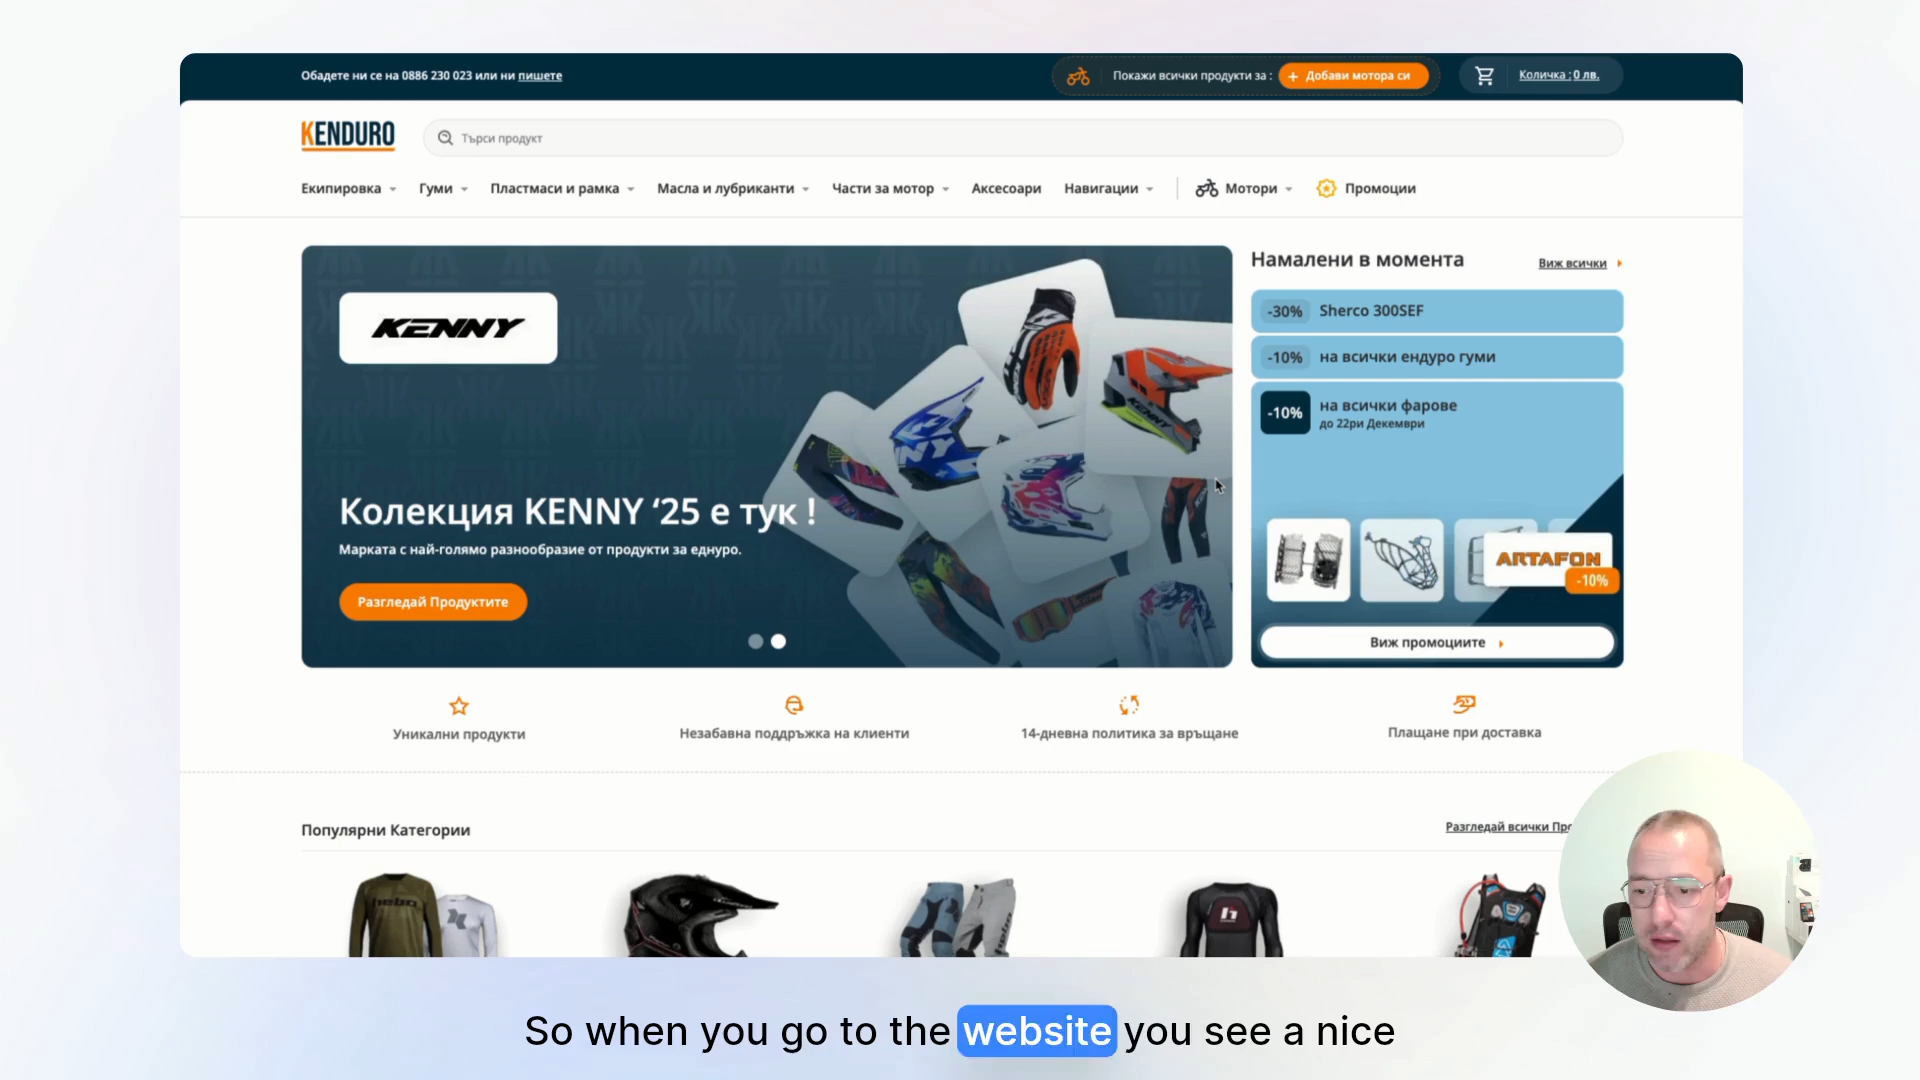 Обадете ни се на 0886 230 023 или ни пишете
Покажи всички продукти за :
+ Добави мотора си
Количка : 0 лв.
KENDURO
Търси продукт
Екипировка
Гуми
Пластмаси и рамка
Масла и лубриканти
Части за мотор
Аксесоари
Навигации
Мотори
Промоции
KENNY
Колекция KENNY ‘25 е тук !
Марката с най-голямо разнообразие от продукти за едnуро.
Разгледай Продуктите
Намалени в момента
Виж всички
-30% Sherco 300SEF
-10% на всички ендуро гуми
-10% на всички фарове
до 22ри Декември
ARTAFON
-10%
Виж промоциите
Уникални продукти
Незабавна поддръжка на клиенти
14-дневна политика за връщане
Плащане при доставка
Популярни Категории
Разгледай всички
hebo
So when you go to the website you see a nice